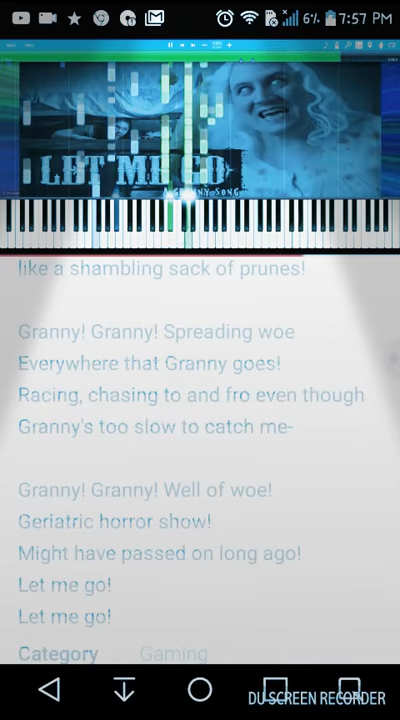 6% 7:57 PM
LET ME GO
A GRANNY SONG
like a shambling sack of prunes!
Granny! Granny! Spreading woe
Everywhere that Granny goes!
Racing, chasing to and fro even though
Granny's too slow to catch me-
Granny! Granny! Well of woe!
Geriatric horror show!
Might have passed on long ago!
Let me go!
Let me go!
Category Gaming
DU SCREEN RECORDER